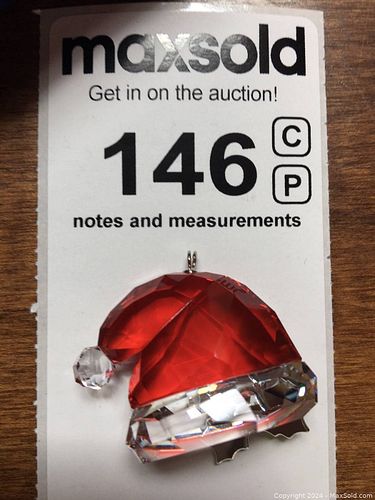 maxsold
Get in on the auction!
146
C
P
notes and measurements
Copyright 2024 - MaxSold.com